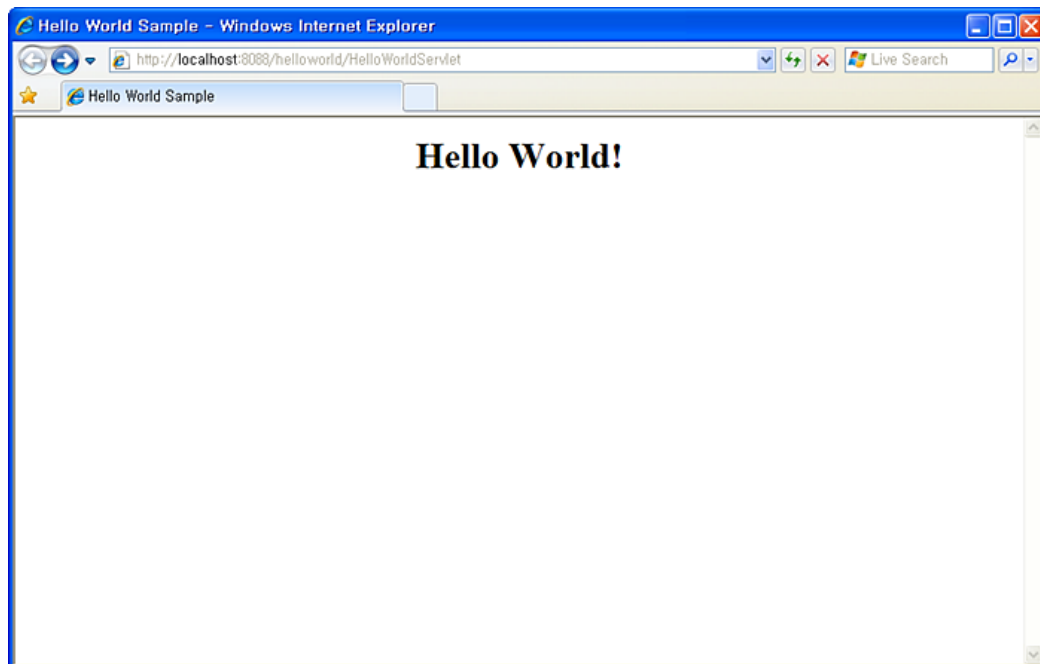 Hello World Sample - Windows Internet Explorer
http://localhost:8088/helloworld/HelloWorldServlet
Live Search
Hello World Sample
Hello World!